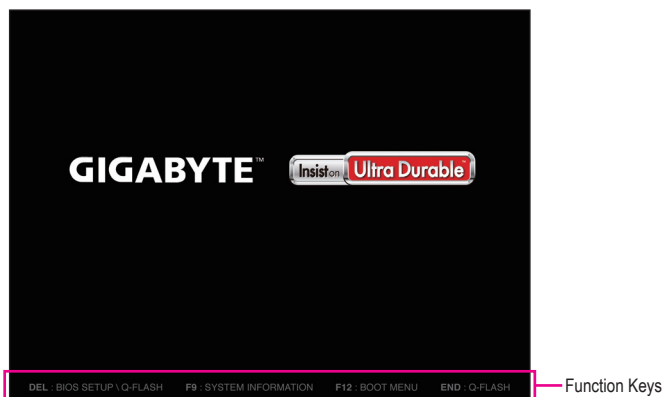 GIGABYTE™ Insist on Ultra Durable™
DEL : BIOS SETUP \ Q-FLASH F9 : SYSTEM INFORMATION F12 : BOOT MENU END : Q-FLASH
Function Keys